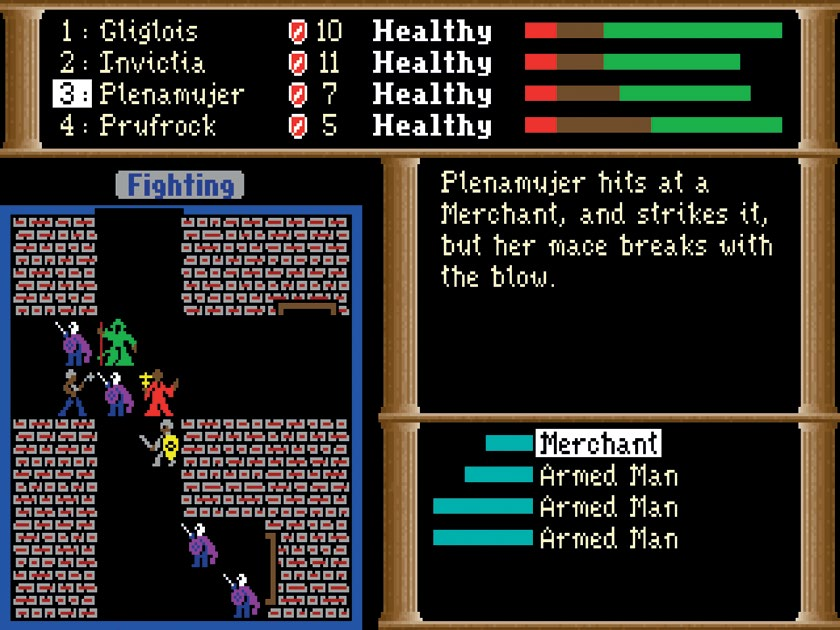 1: Gliglois 10 Healthy
2: Invictia 11 Healthy
3: Plenamujer 7 Healthy
4: Prufrock 5 Healthy
Fighting
Plenamujer hits at a
Merchant, and strikes it,
but her mace breaks with
the blow.
Merchant
Armed Man
Armed Man
Armed Man